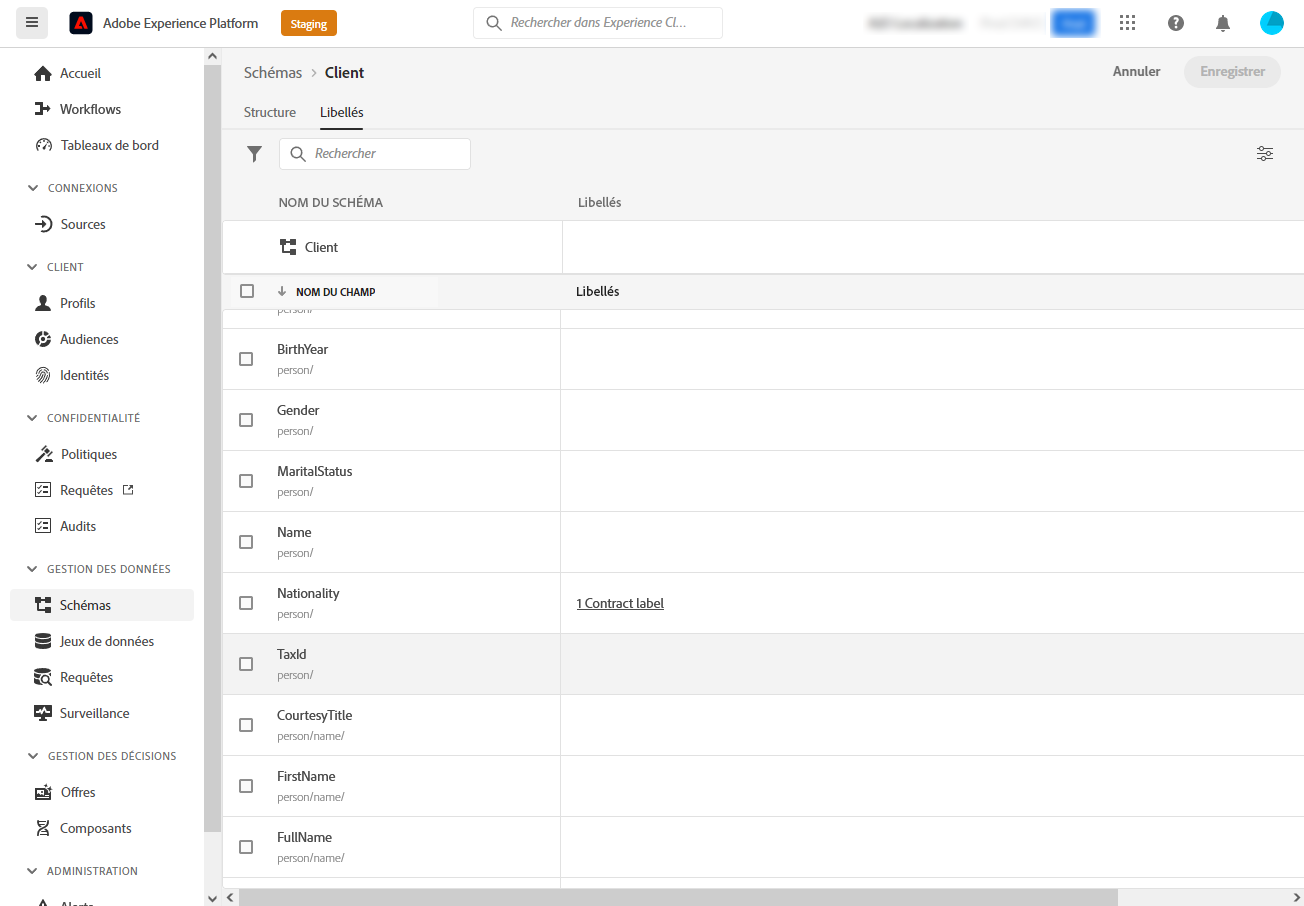 Adobe Experience Platform
Staging
Rechercher dans Experience Cl...
Accueil
Workflows
Tableaux de bord
CONNEXIONS
Sources
CLIENT
Profils
Audiences
Identités
CONFIDENTIALITÉ
Politiques
Requêtes
Audits
GESTION DES DONNÉES
Schémas
Jeux de données
Requêtes
Surveillance
GESTION DES DÉCISIONS
Offres
Composants
ADMINISTRATION
Alerts
Schémas › Client
Annuler
Enregistrer
Structure
Libellés
Rechercher
NOM DU SCHÉMA
Libellés
Client
NOM DU CHAMP
Libellés
person/
BirthYear
person/
Gender
person/
MaritalStatus
person/
Name
person/
Nationality
person/
1 Contract label
TaxId
person/
CourtesyTitle
person/name/
FirstName
person/name/
FullName
person/name/